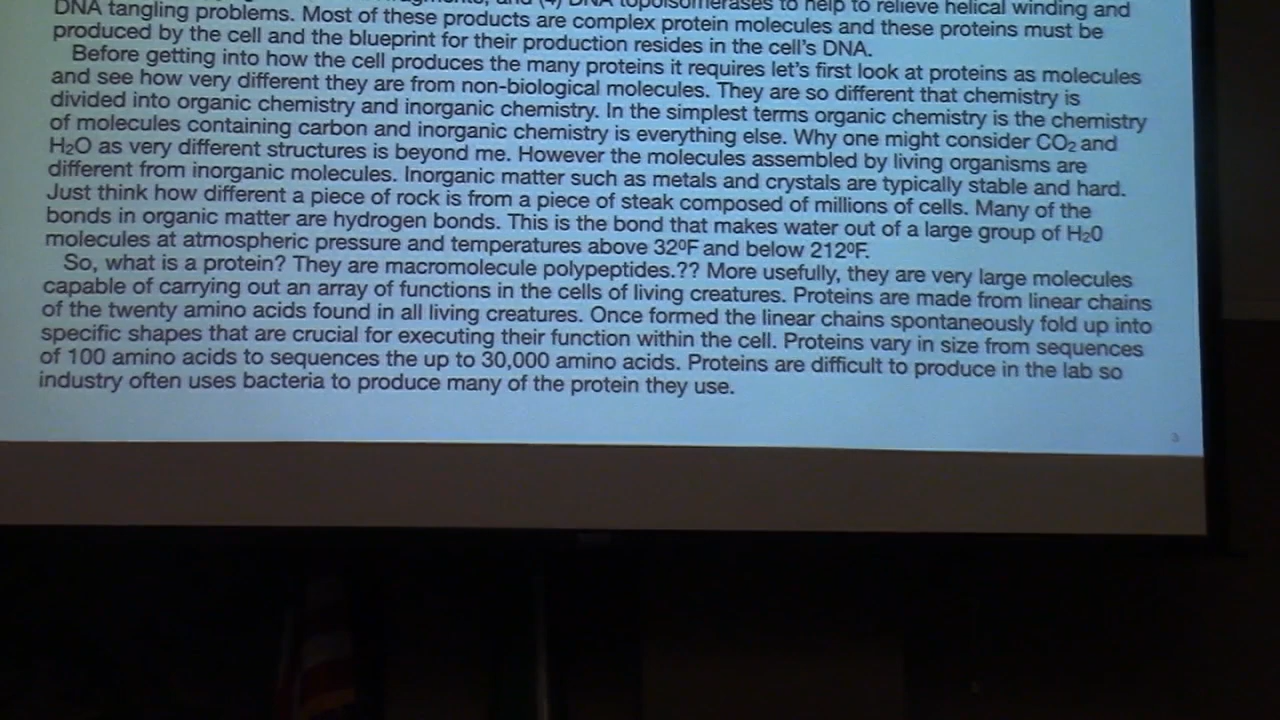 DNA topoisomerases to help to relieve helical winding and
DNA tangling problems. Most of these products are complex protein molecules and these proteins must be
produced by the cell and the blueprint for their production resides in the cell's DNA.
Before getting into how the cell produces the many proteins it requires let's first look at proteins as molecules
and see how very different they are from non-biological molecules. They are so different that chemistry is
divided into organic chemistry and inorganic chemistry. In the simplest terms organic chemistry is the chemistry
of molecules containing carbon and inorganic chemistry is everything else. Why one might consider CO₂ and
H₂O as very different structures is beyond me. However the molecules assembled by living organisms are
different from inorganic molecules. Inorganic matter such as metals and crystals are typically stable and hard.
Just think how different a piece of rock is from a piece of steak composed of millions of cells. Many of the
bonds in organic matter are hydrogen bonds. This is the bond that makes water out of a large group of H₂0
molecules at atmospheric pressure and temperatures above 32ºF and below 212ºF.
So, what is a protein? They are macromolecule polypeptides.?? More usefully, they are very large molecules
capable of carrying out an array of functions in the cells of living creatures. Proteins are made from linear chains
of the twenty amino acids found in all living creatures. Once formed the linear chains spontaneously fold up into
specific shapes that are crucial for executing their function within the cell. Proteins vary in size from sequences
of 100 amino acids to sequences the up to 30,000 amino acids. Proteins are difficult to produce in the lab so
industry often uses bacteria to produce many of the protein they use.
3